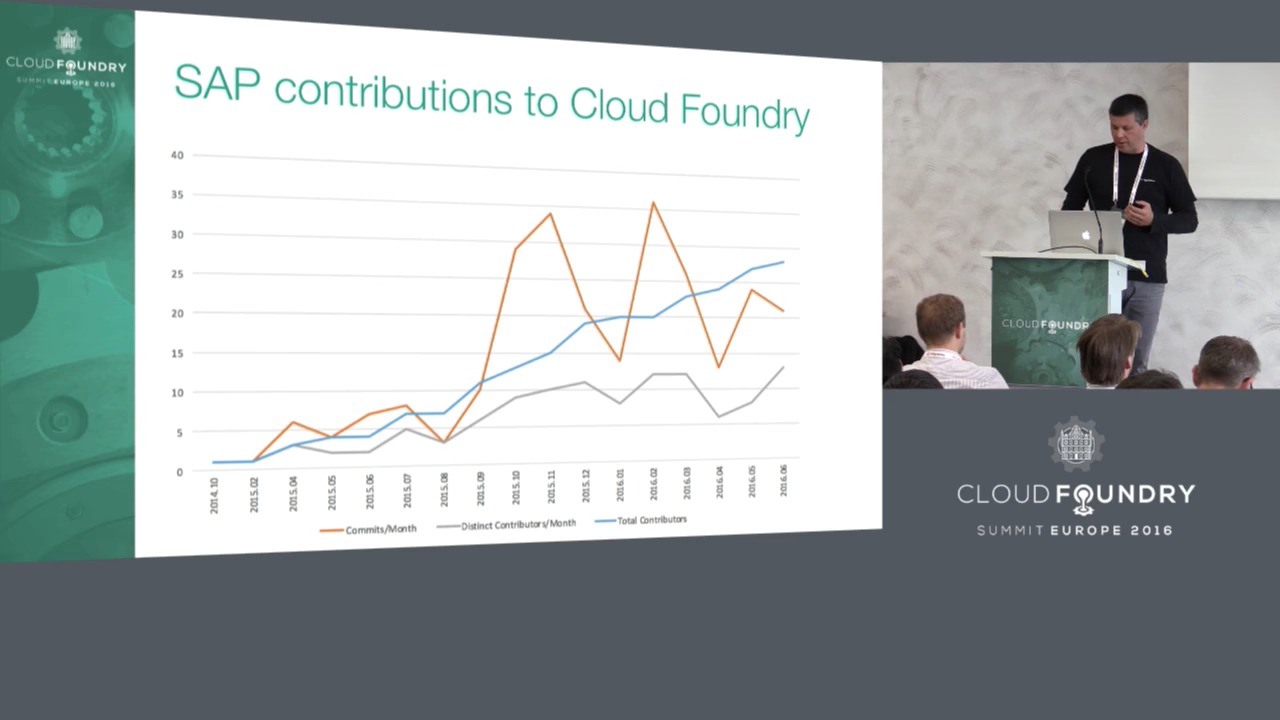 CLOUD FOUNDRY
SUMMIT EUROPE 2016
SAP contributions to Cloud Foundry
40
35
30
25
20
15
10
5
0
2014.10
2015.02
2015.04
2015.05
2015.06
2015.07
2015.08
2015.09
2015.10
2015.11
2015.12
2016.01
2016.02
2016.03
2016.04
2016.05
2016.06
Commits/Month
Distinct Contributors/Month
Total Contributors
CLOUD FOUNDRY
CLOUD FOUNDRY
SUMMIT EUROPE 2016